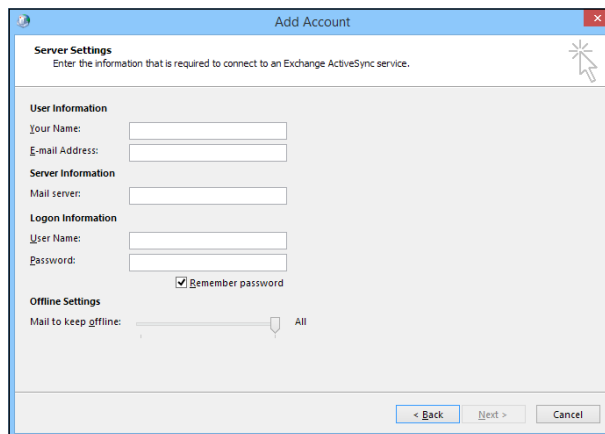 Add Account
Server Settings
Enter the information that is required to connect to an Exchange ActiveSync service.
User Information
Your Name:
E-mail Address:
Server Information
Mail server:
Logon Information
User Name:
Password:
Remember password
Offline Settings
Mail to keep offline: All
< Back Next > Cancel